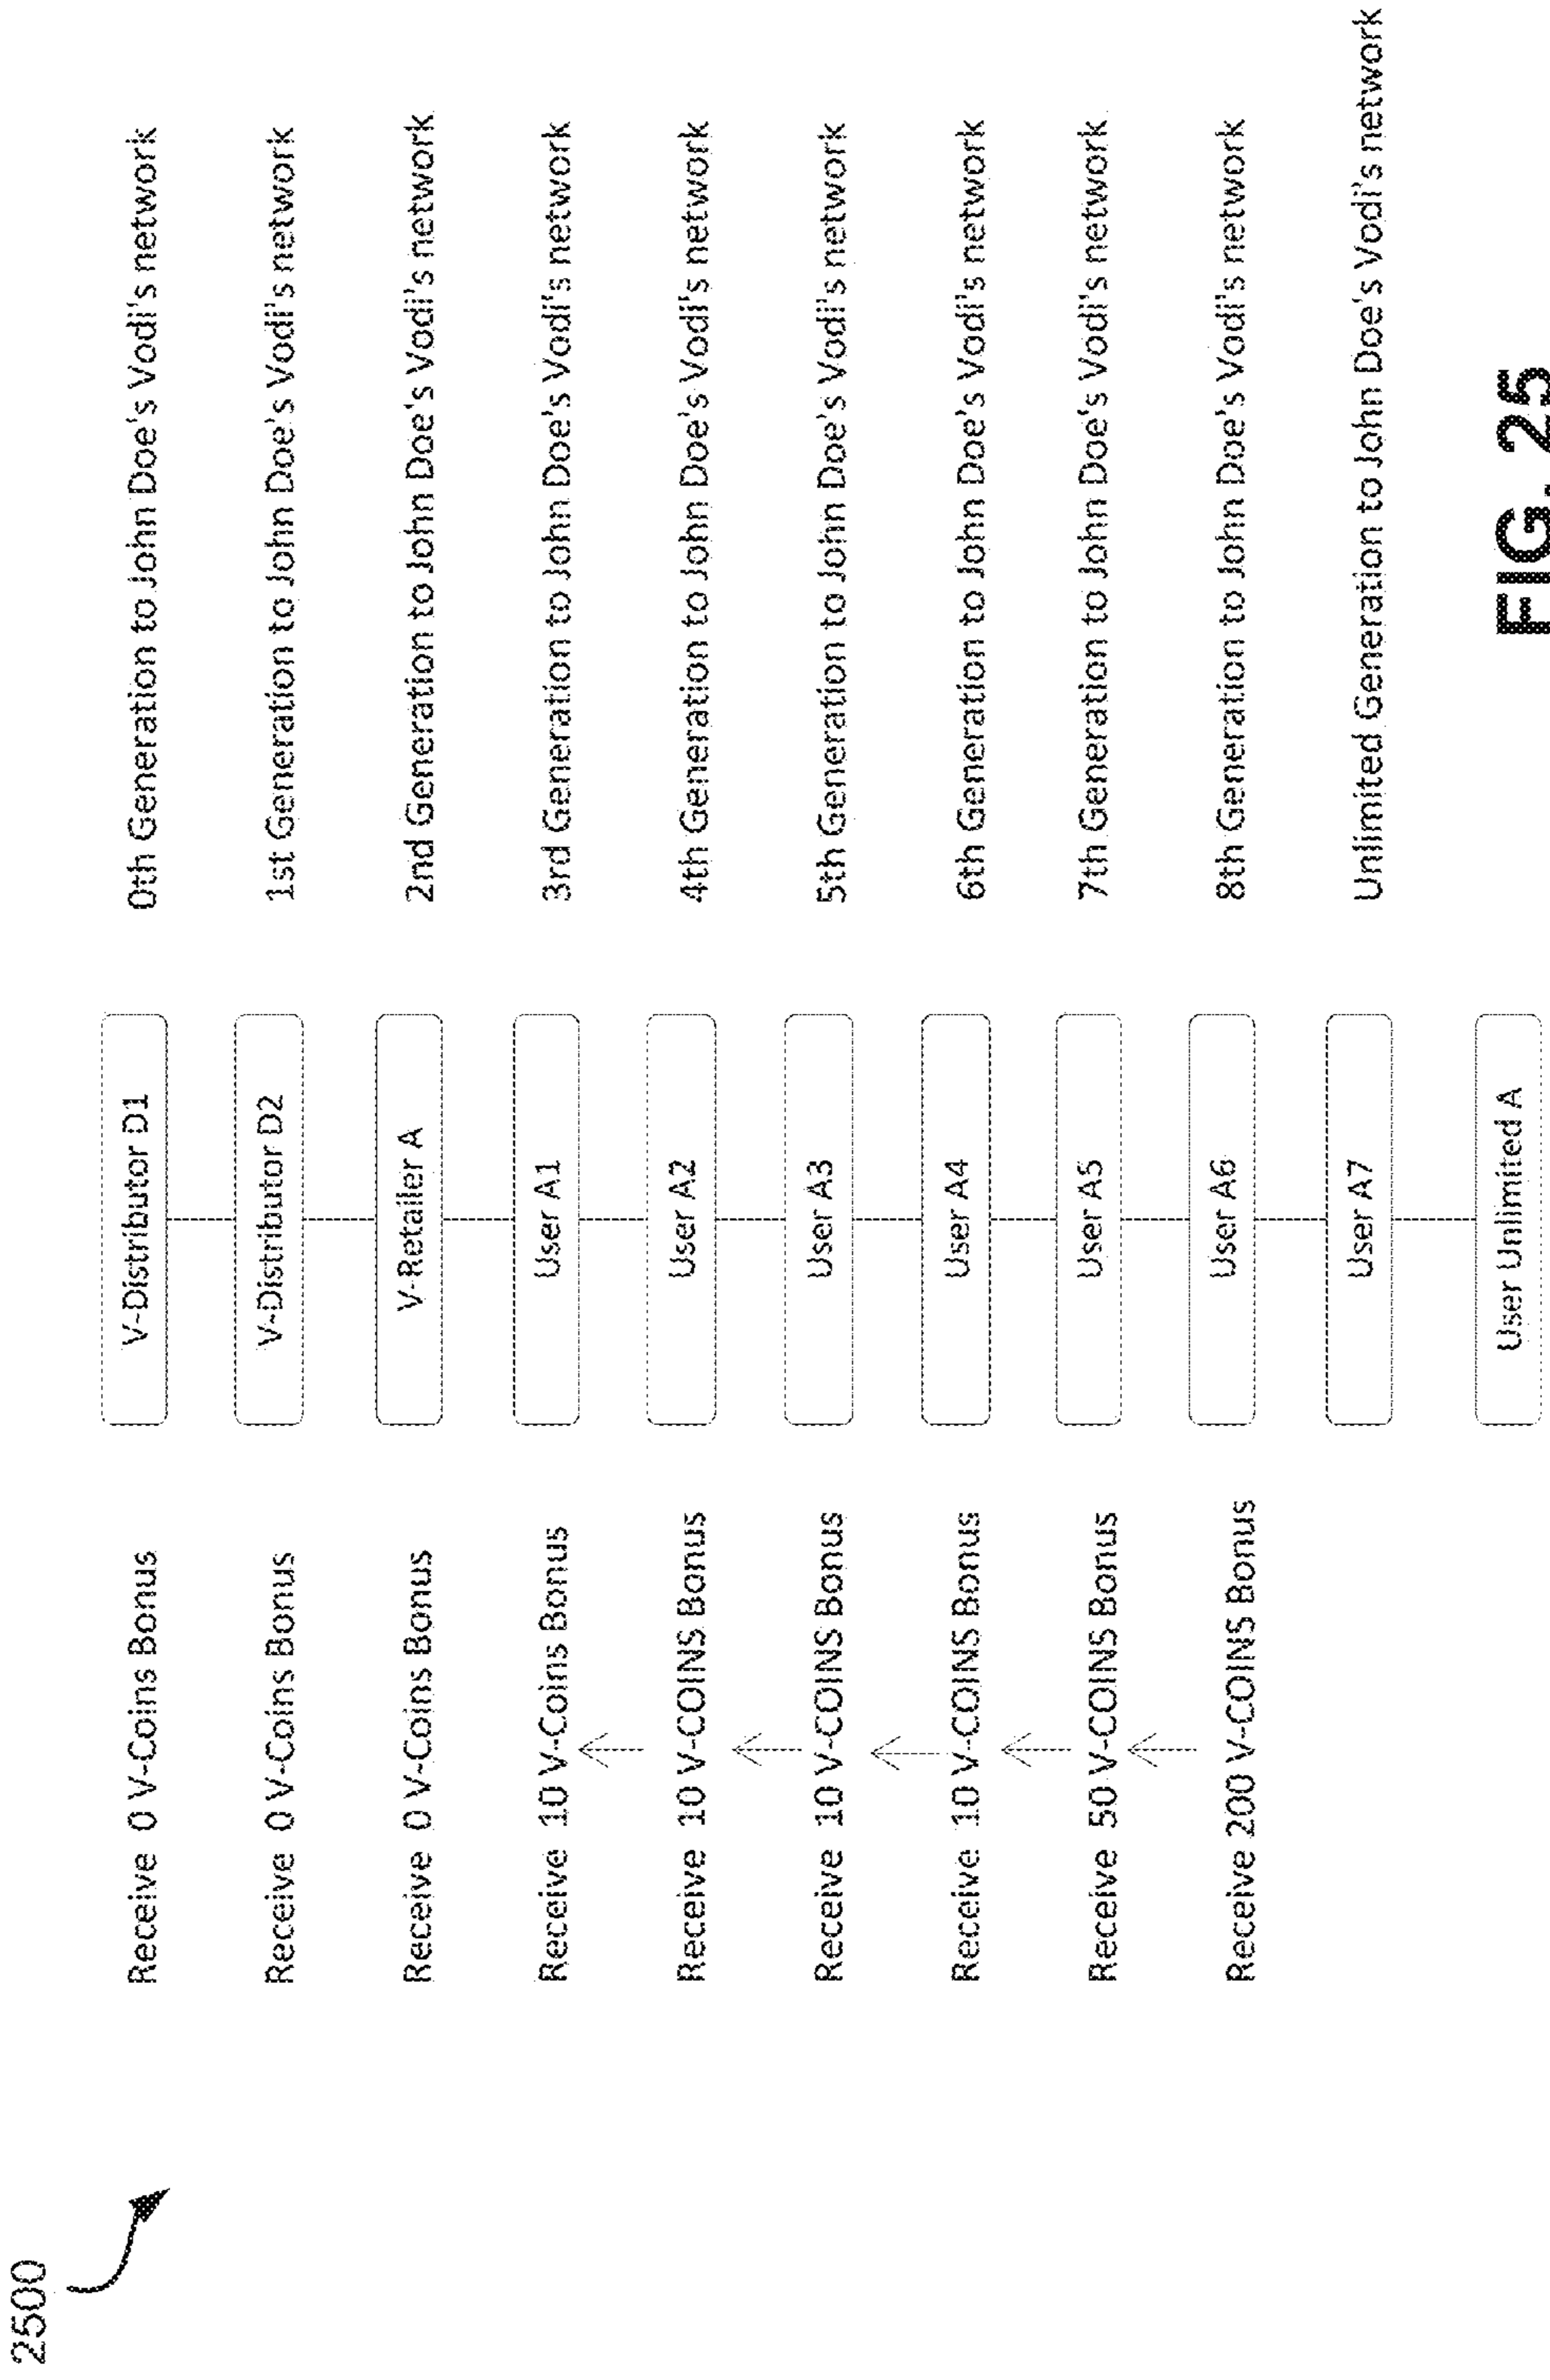 2500
Receive 0 V-Coins Bonus
V-Distributor D1
0th Generation to John Doe's Vodi's network
Receive 0 V-Coins Bonus
V-Distributor D2
1st Generation to John Doe's Vodi's network
Receive 0 V-Coins Bonus
V-Retailer A
2nd Generation to John Doe's Vodi's network
Receive 10 V-Coins Bonus
User A1
3rd Generation to John Doe's Vodi's network
Receive 10 V-COINS Bonus
User A2
4th Generation to John Doe's Vodi's network
Receive 10 V-COINS Bonus
User A3
5th Generation to John Doe's Vodi's network
Receive 10 V-COINS Bonus
User A4
6th Generation to John Doe's Vodi's network
Receive 50 V-COINS Bonus
User A5
7th Generation to John Doe's Vodi's network
Receive 200 V-COINS Bonus
User A6
8th Generation to John Doe's Vodi's network
User A7
Unlimited Generation to John Doe's Vodi's network
User Unlimited A
FIG. 25